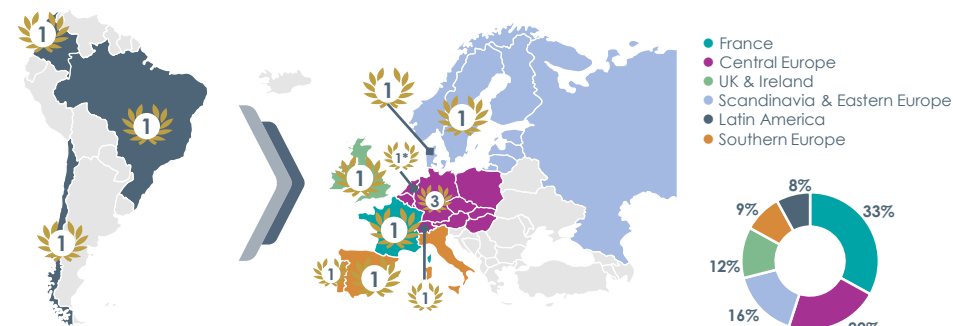 1
1
1
1
1
1*
1
3
1
1
1
1
France
Central Europe
UK & Ireland
Scandinavia & Eastern Europe
Latin America
Southern Europe
8%
9%
33%
12%
16%